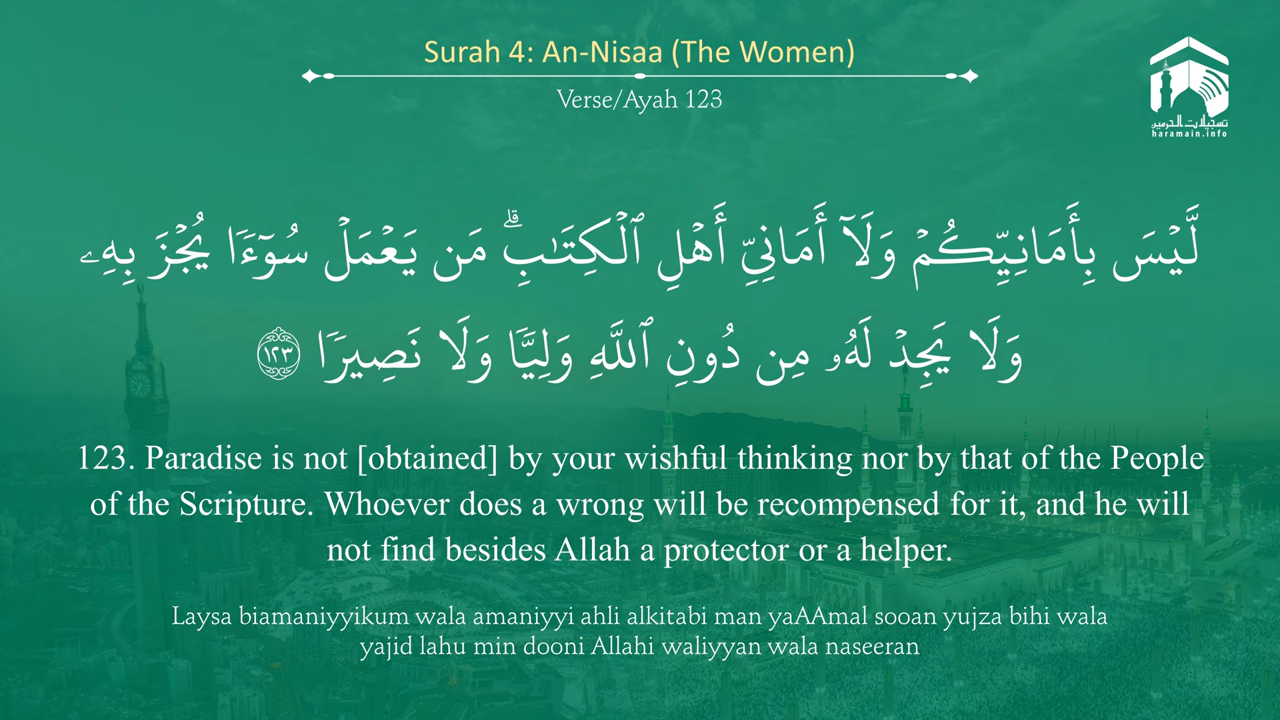 Surah 4: An-Nisaa (The Women)
Verse/Ayah 123
تسجيلات الحرمين
haramain.info
لَّيْسَ بِأَمَانِيِّكُمْ وَلَآ أَمَانِىِّ أَهْلِ ٱلْكِتَـٰبِ ۗ مَن يَعْمَلْ سُوٓءًا يُجْزَ بِهِۦ
وَلَا يَجِدْ لَهُۥ مِن دُونِ ٱللَّهِ وَلِيًّا وَلَا نَصِيرًا ١٢٣
123. Paradise is not [obtained] by your wishful thinking nor by that of the People
of the Scripture. Whoever does a wrong will be recompensed for it, and he will
not find besides Allah a protector or a helper.
Laysa biamaniyyikum wala amaniyyi ahli alkitabi man yaAAmal sooan yujza bihi wala
yajid lahu min dooni Allahi waliyyan wala naseeran